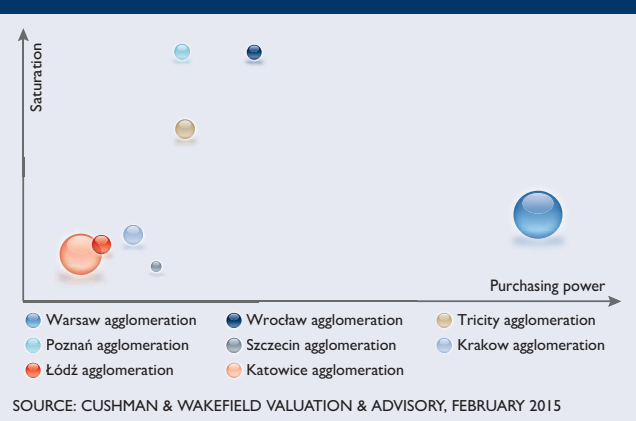 Saturation
Purchasing power
Warsaw agglomeration
Wrocław agglomeration
Tricity agglomeration
Poznań agglomeration
Szczecin agglomeration
Krakow agglomeration
Łódź agglomeration
Katowice agglomeration
SOURCE: CUSHMAN & WAKEFIELD VALUATION & ADVISORY, FEBRUARY 2015